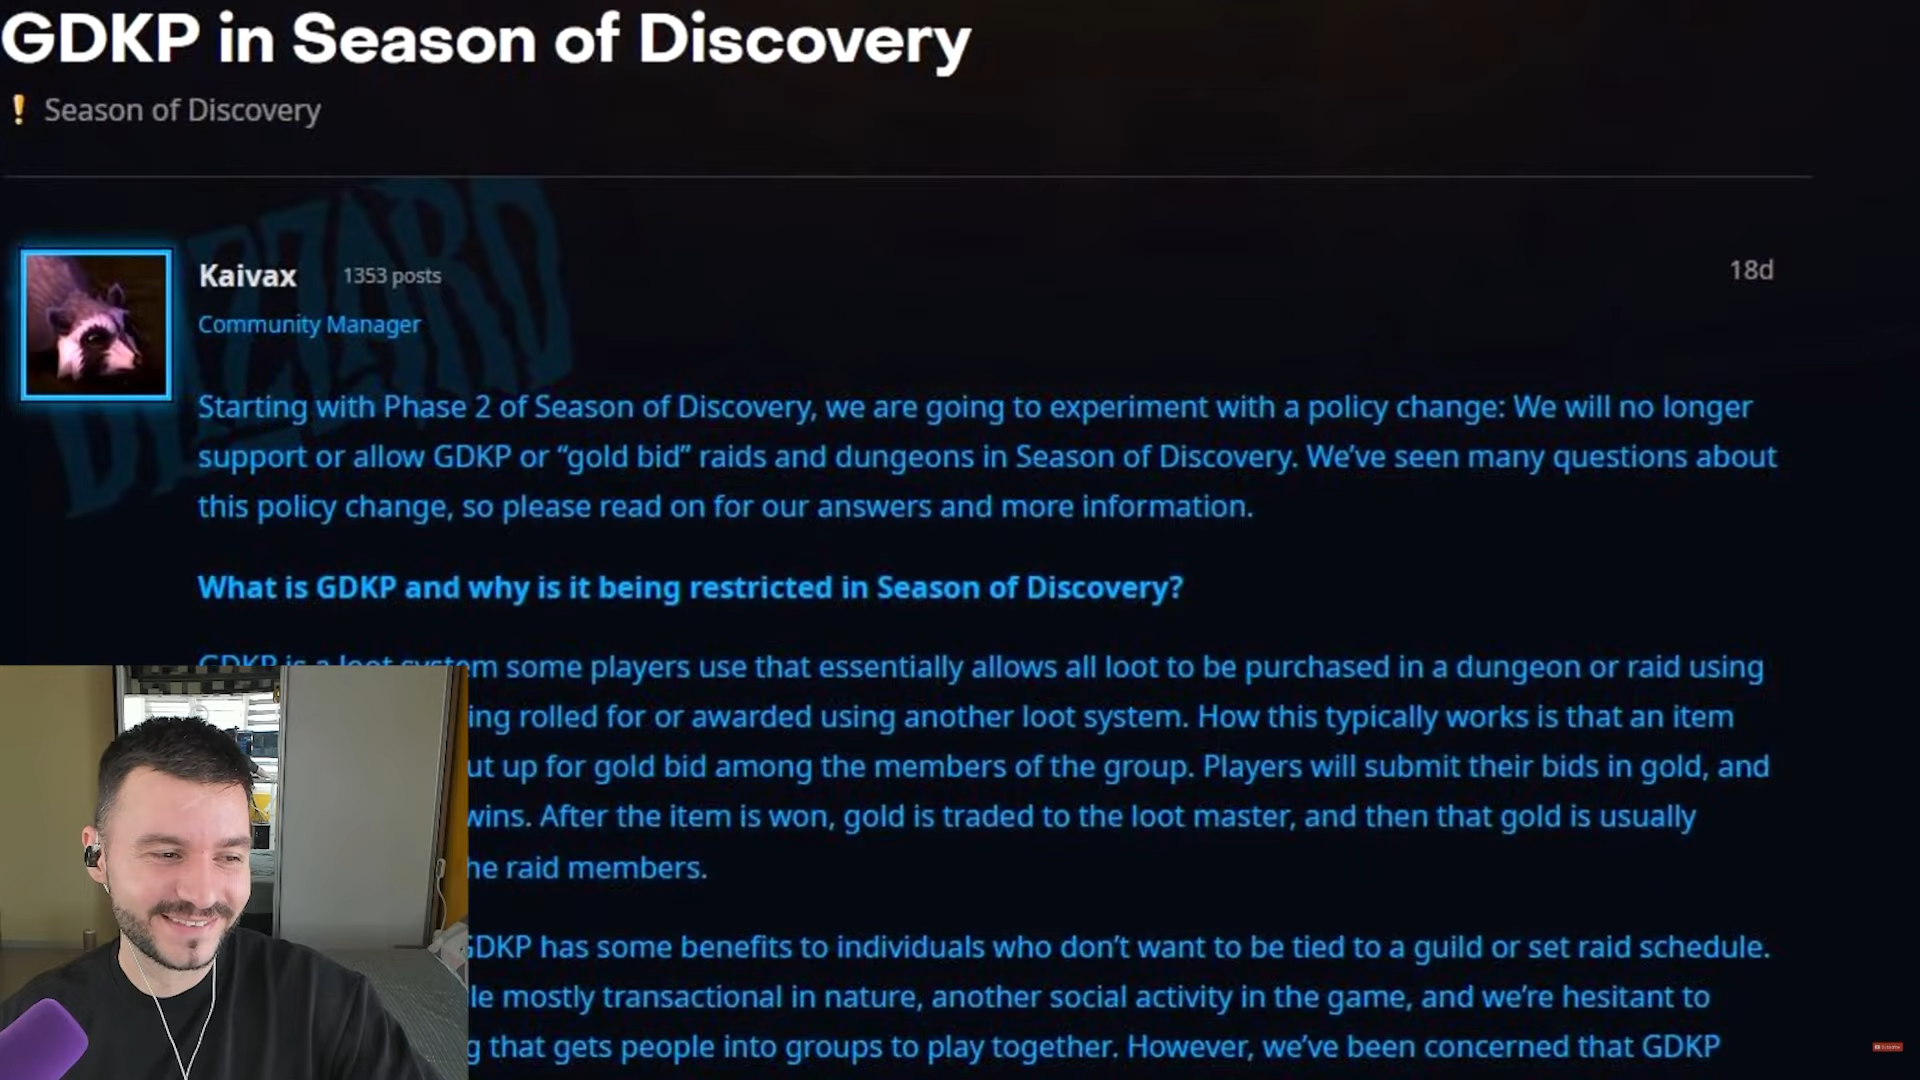 GDKP in Season of Discovery
Season of Discovery
BLIZZARD
Kaivax 1353 posts 18d
Community Manager
Starting with Phase 2 of Season of Discovery, we are going to experiment with a policy change: We will no longer
support or allow GDKP or “gold bid” raids and dungeons in Season of Discovery. We’ve seen many questions about
this policy change, so please read on for our answers and more information.
What is GDKP and why is it being restricted in Season of Discovery?
GDKP is a loot system some players use that essentially allows all loot to be purchased in a dungeon or raid using
ing rolled for or awarded using another loot system. How this typically works is that an item
ut up for gold bid among the members of the group. Players will submit their bids in gold, and
wins. After the item is won, gold is traded to the loot master, and then that gold is usually
he raid members.
GDKP has some benefits to individuals who don’t want to be tied to a guild or set raid schedule.
le mostly transactional in nature, another social activity in the game, and we’re hesitant to
g that gets people into groups to play together. However, we’ve been concerned that GDKP
Subscribe